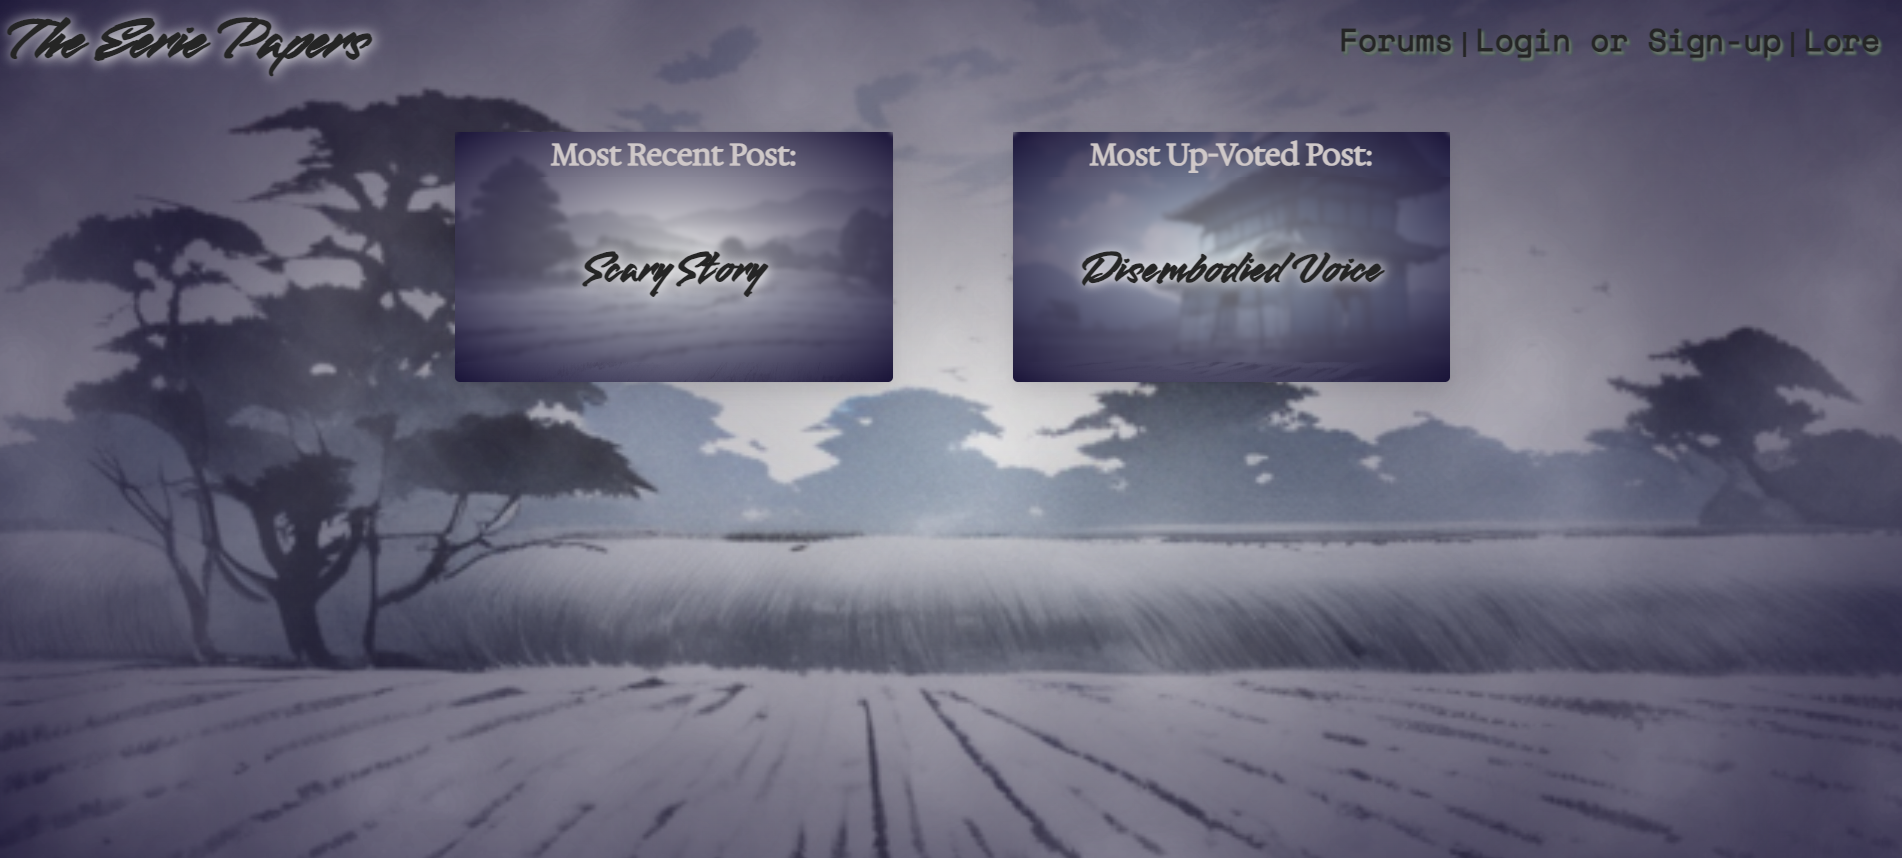 The Eerie Papers
Forums|Login or Sign-up|Lore
Most Recent Post:
Scary Story
Most Up-Voted Post:
Disembodied Voice